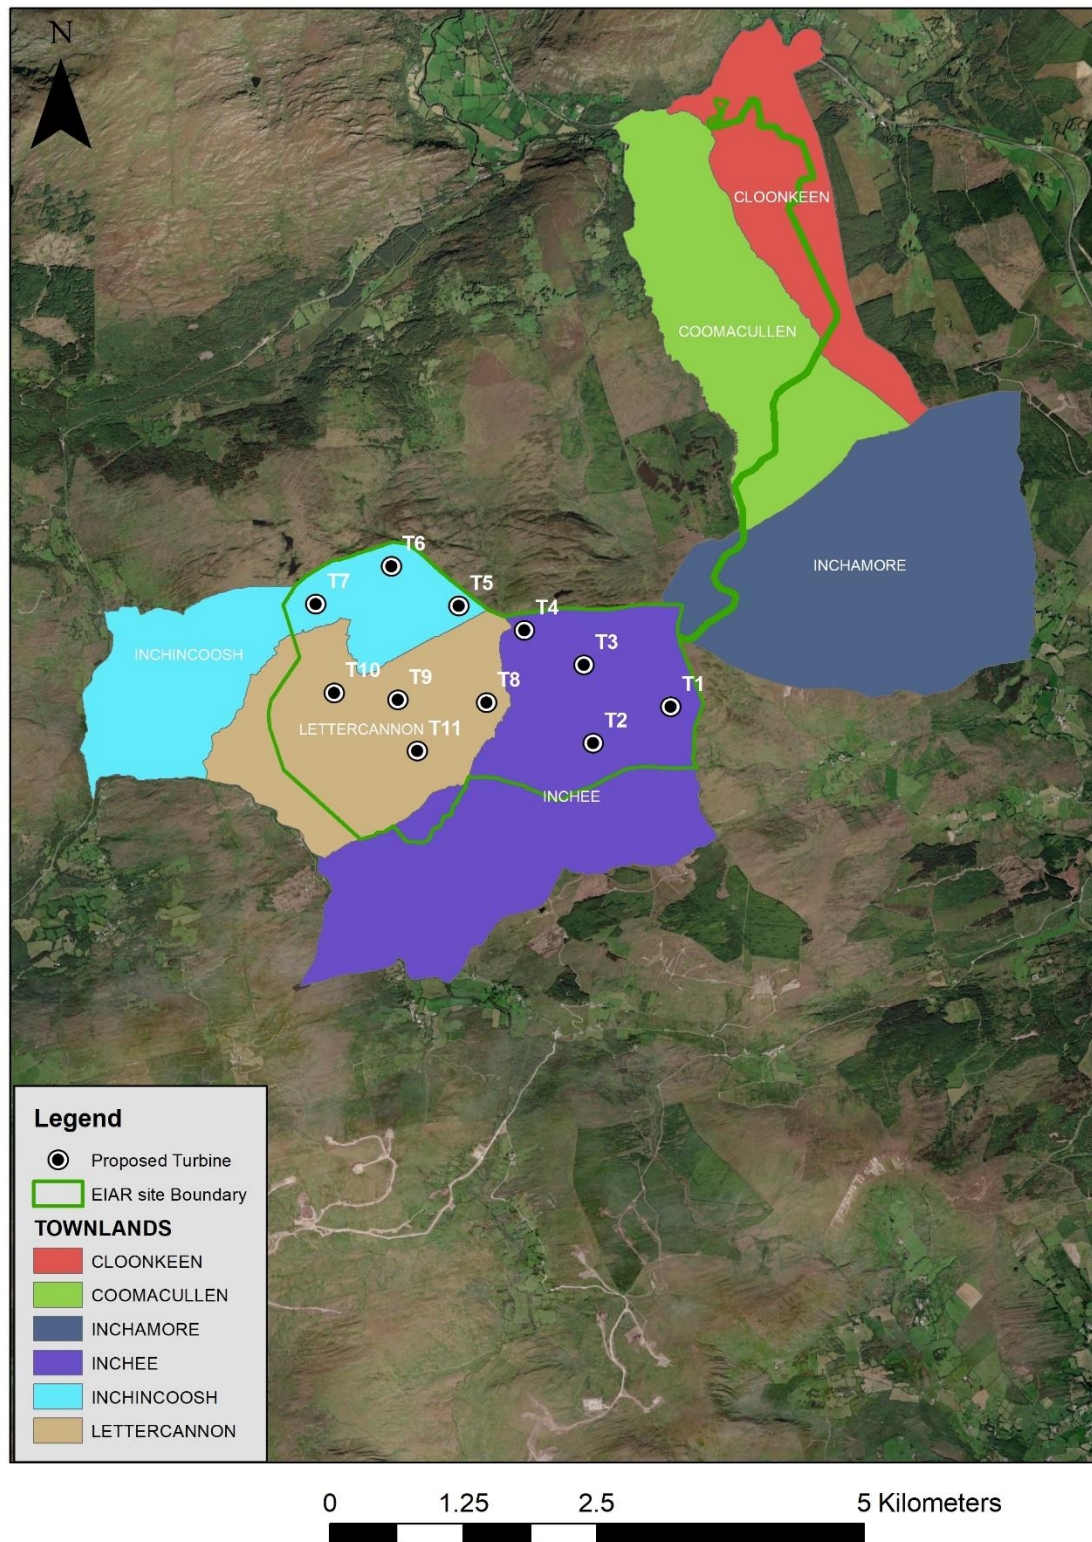 N
CLOONKEEN
COOMACULLEN
INCHAMORE
T6
T7
T5
T4
T3
INCHINCOOSH
T10
T9
T8
T1
LETTERCANNON
T11
T2
INCHEE
Legend
Proposed Turbine
EIAR site Boundary
TOWNLANDS
CLOONKEEN
COOMACULLEN
INCHAMORE
INCHEE
INCHINCOOSH
LETTERCANNON
0 1.25 2.5 5 Kilometers